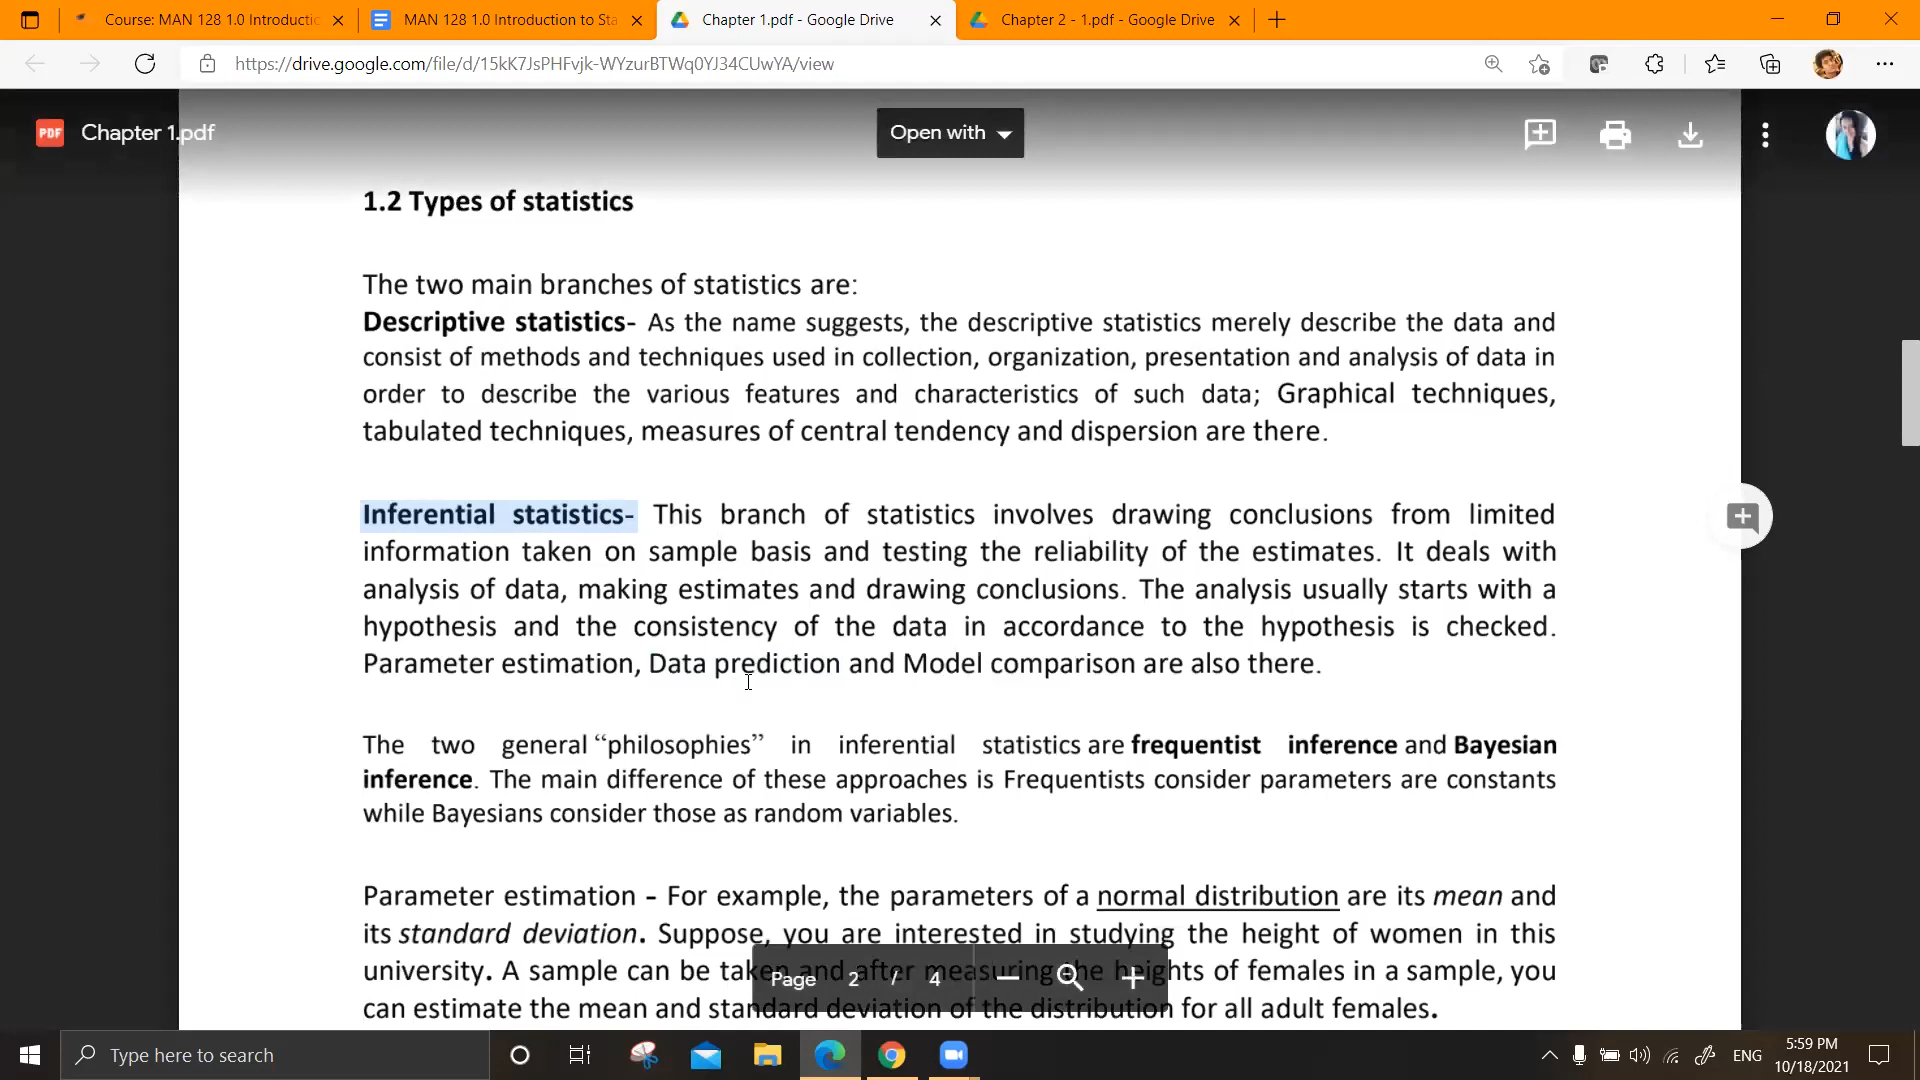 Course: MAN 128 1.0 Introductic
MAN 128 1.0 Introduction to Sta
Chapter 1.pdf - Google Drive
Chapter 2 - 1.pdf - Google Drive
https://drive.google.com/file/d/15kK7JsPHFvjk-WYzurBTWq0YJ34CUwYA/view
PDF
Chapter 1.pdf
Open with
1.2 Types of statistics
The two main branches of statistics are:
Descriptive statistics- As the name suggests, the descriptive statistics merely describe the data and
consist of methods and techniques used in collection, organization, presentation and analysis of data in
order to describe the various features and characteristics of such data; Graphical techniques,
tabulated techniques, measures of central tendency and dispersion are there.
Inferential statistics- This branch of statistics involves drawing conclusions from limited
information taken on sample basis and testing the reliability of the estimates. It deals with
analysis of data, making estimates and drawing conclusions. The analysis usually starts with a
hypothesis and the consistency of the data in accordance to the hypothesis is checked.
Parameter estimation, Data prediction and Model comparison are also there.
The two general “philosophies” in inferential statistics are frequentist inference and Bayesian
inference. The main difference of these approaches is Frequentists consider parameters are constants
while Bayesians consider those as random variables.
Parameter estimation - For example, the parameters of a normal distribution are its mean and
its standard deviation. Suppose, you are interested in studying the height of women in this
university. A sample can be taken and after measuring the heights of females in a sample, you
can estimate the mean and standard deviation of the distribution for all adult females.
Page 2 / 4
Type here to search
ENG
5:59 PM
10/18/2021